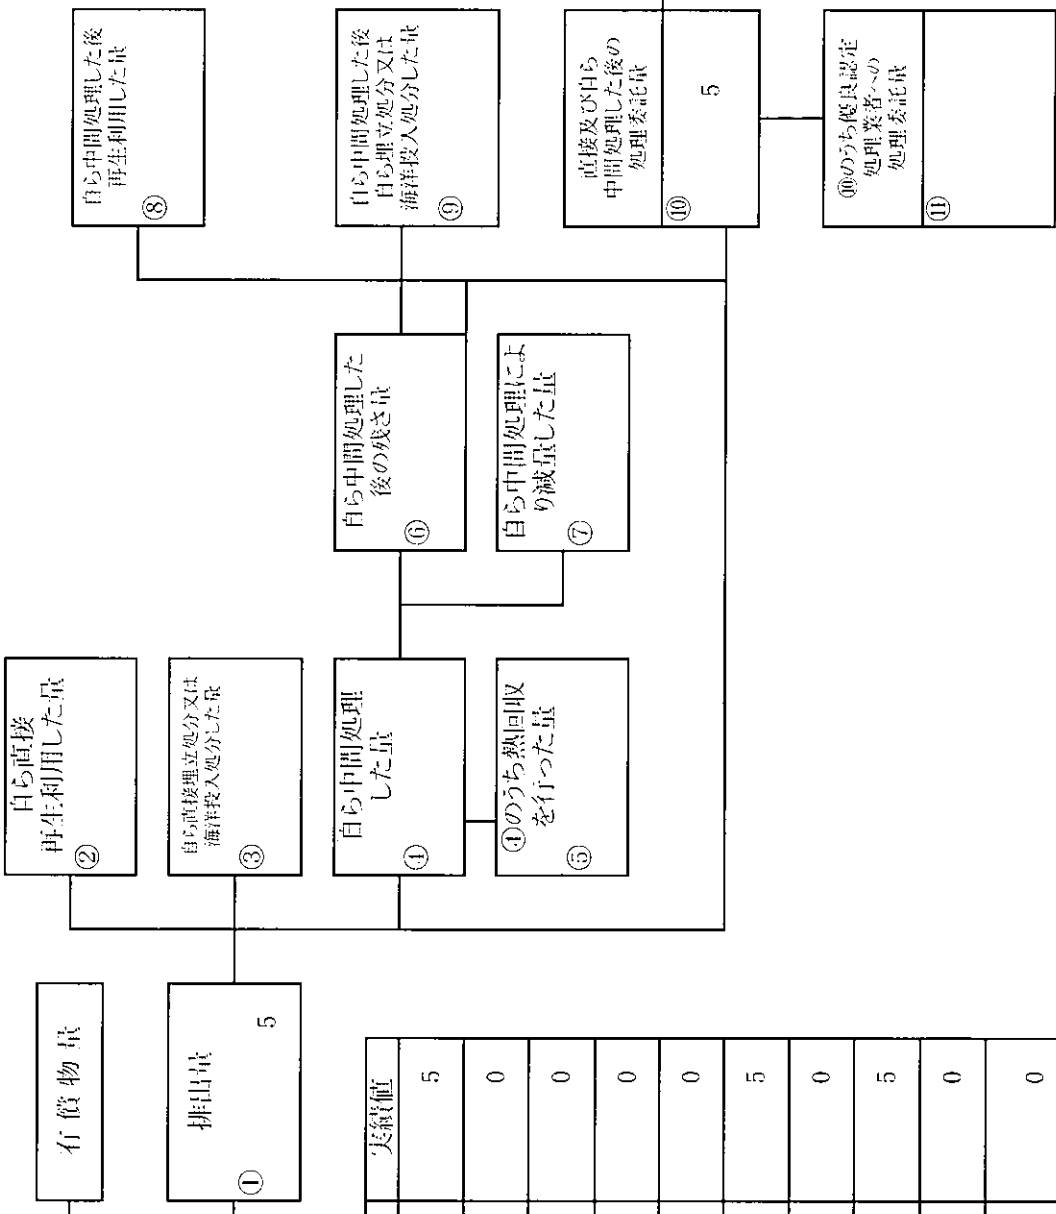 有償物量
排出量
①
5
自ら直接
再生利用した量
②
自ら直接埋立処分又は
海洋投入処分した量
③
自ら中間処理
した量
④
④のうち熱回収
を行った量
⑤
自ら中間処理した
後の残さ量
⑥
自ら中間処理によ
り減量した量
⑦
自ら中間処理した後
再生利用した量
⑧
自ら中間処理した後
自ら埋立処分又は
海洋投入処分した量
⑨
直接及び自ら
中間処理した後の
処理委託量
⑩
5
⑩のうち優良認定
処理業者への
処理委託量
⑪
実績値
5
0
0
0
0
5
0
5
0
0